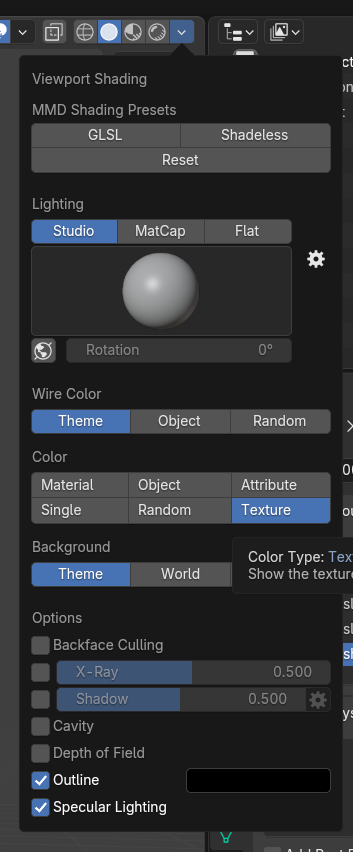 Viewport Shading
MMD Shading Presets
GLSL Shadeless
Reset
Lighting
Studio MatCap Flat
Rotation 0°
Wire Color
Theme Object Random
Color
Material Object Attribute
Single Random Texture
Background
Theme World
Color Type: Tex
Show the texture
Options
Backface Culling
X-Ray 0.500
Shadow 0.500
Cavity
Depth of Field
Outline
Specular Lighting